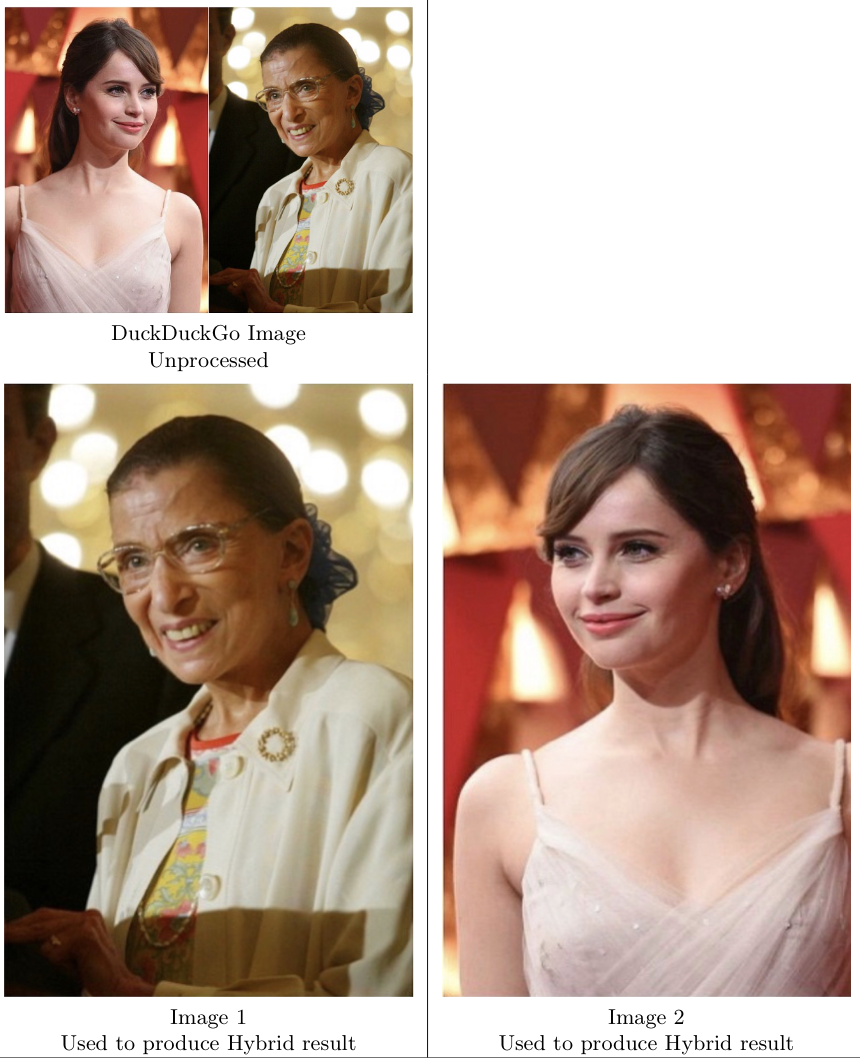 DuckDuckGo Image
Unprocessed
Image 1
Used to produce Hybrid result
Image 2
Used to produce Hybrid result